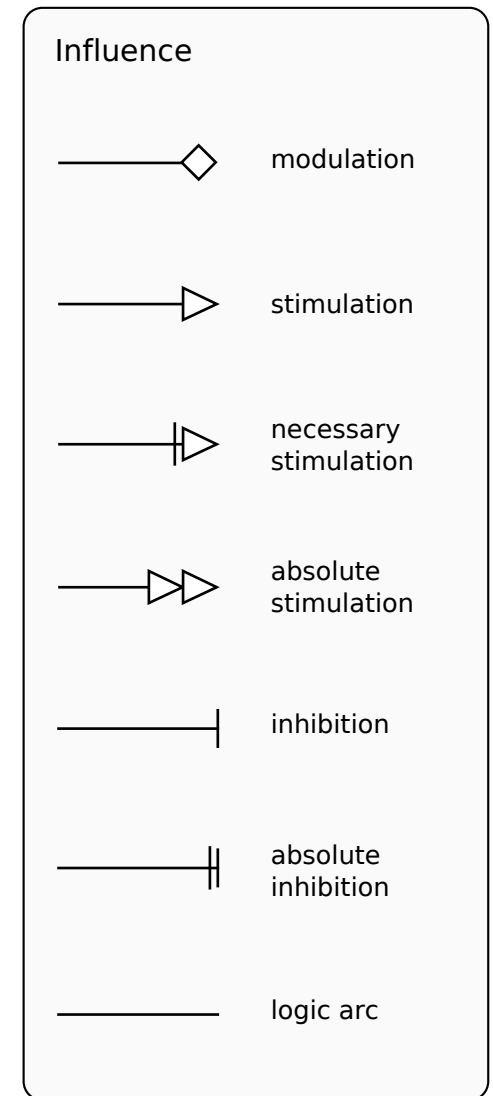 Influence
modulation
stimulation
necessary
stimulation
absolute
stimulation
inhibition
absolute
inhibition
logic arc